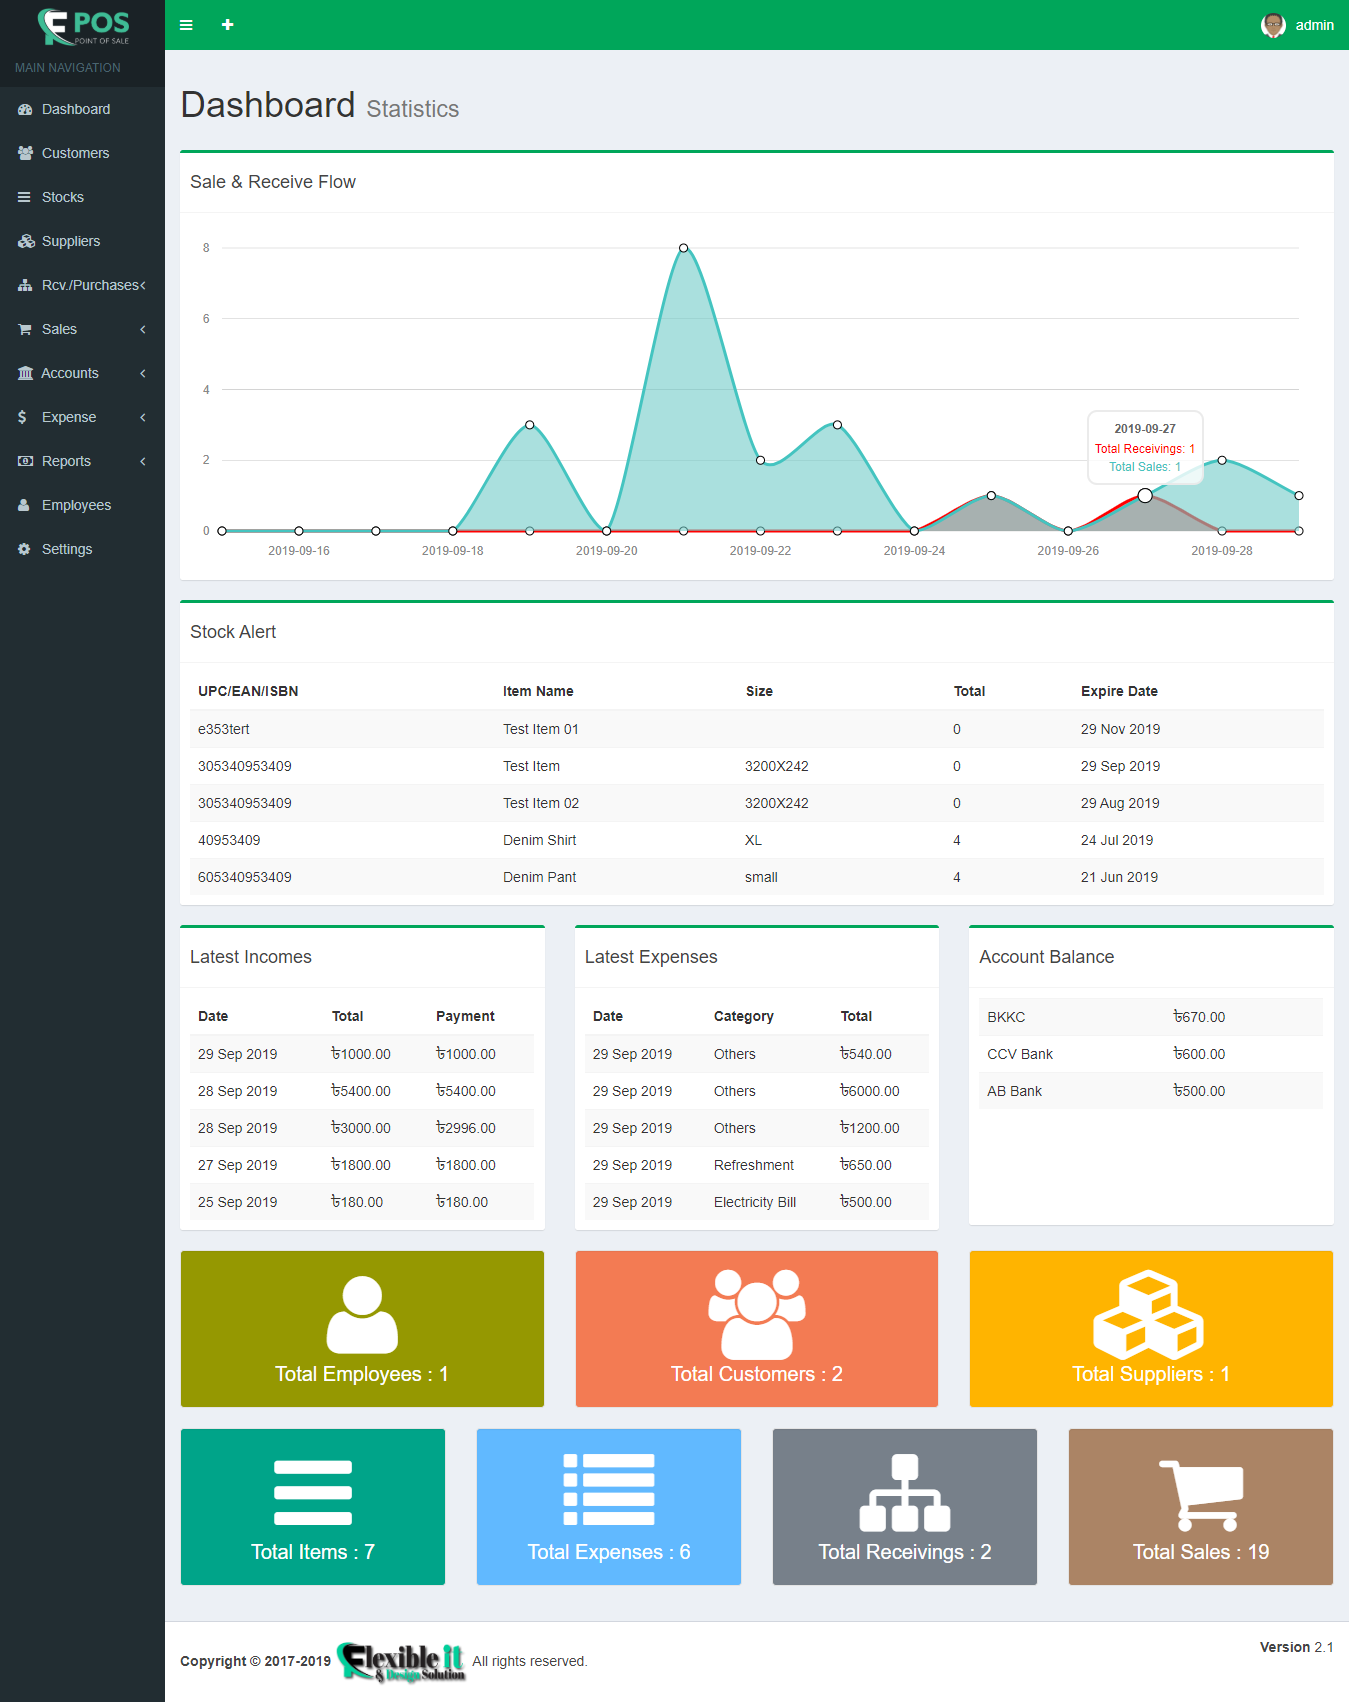 POS
POINT OF SALE
admin
MAIN NAVIGATION
Dashboard
Customers
Stocks
Suppliers
Rcv./Purchases
Sales
Accounts
Expense
Reports
Employees
Settings
Dashboard Statistics
Sale & Receive Flow
8
6
4
2
0
2019-09-27
Total Receivings: 1
Total Sales: 1
2019-09-16 2019-09-18 2019-09-20 2019-09-22 2019-09-24 2019-09-26 2019-09-28
Stock Alert
UPC/EAN/ISBN Item Name Size Total Expire Date
e353tert Test Item 01 0 29 Nov 2019
305340953409 Test Item 3200X242 0 29 Sep 2019
305340953409 Test Item 02 3200X242 0 29 Aug 2019
40953409 Denim Shirt XL 4 24 Jul 2019
605340953409 Denim Pant small 4 21 Jun 2019
Latest Incomes
Date Total Payment
29 Sep 2019 ৳1000.00 ৳1000.00
28 Sep 2019 ৳5400.00 ৳5400.00
28 Sep 2019 ৳3000.00 ৳2996.00
27 Sep 2019 ৳1800.00 ৳1800.00
25 Sep 2019 ৳180.00 ৳180.00
Latest Expenses
Date Category Total
29 Sep 2019 Others ৳540.00
29 Sep 2019 Others ৳6000.00
29 Sep 2019 Others ৳1200.00
29 Sep 2019 Refreshment ৳650.00
29 Sep 2019 Electricity Bill ৳500.00
Account Balance
BKKC ৳670.00
CCV Bank ৳600.00
AB Bank ৳500.00
Total Employees : 1
Total Customers : 2
Total Suppliers : 1
Total Items : 7
Total Expenses : 6
Total Receivings : 2
Total Sales : 19
Copyright © 2017-2019 Flexible it & Design Solution All rights reserved.
Version 2.1